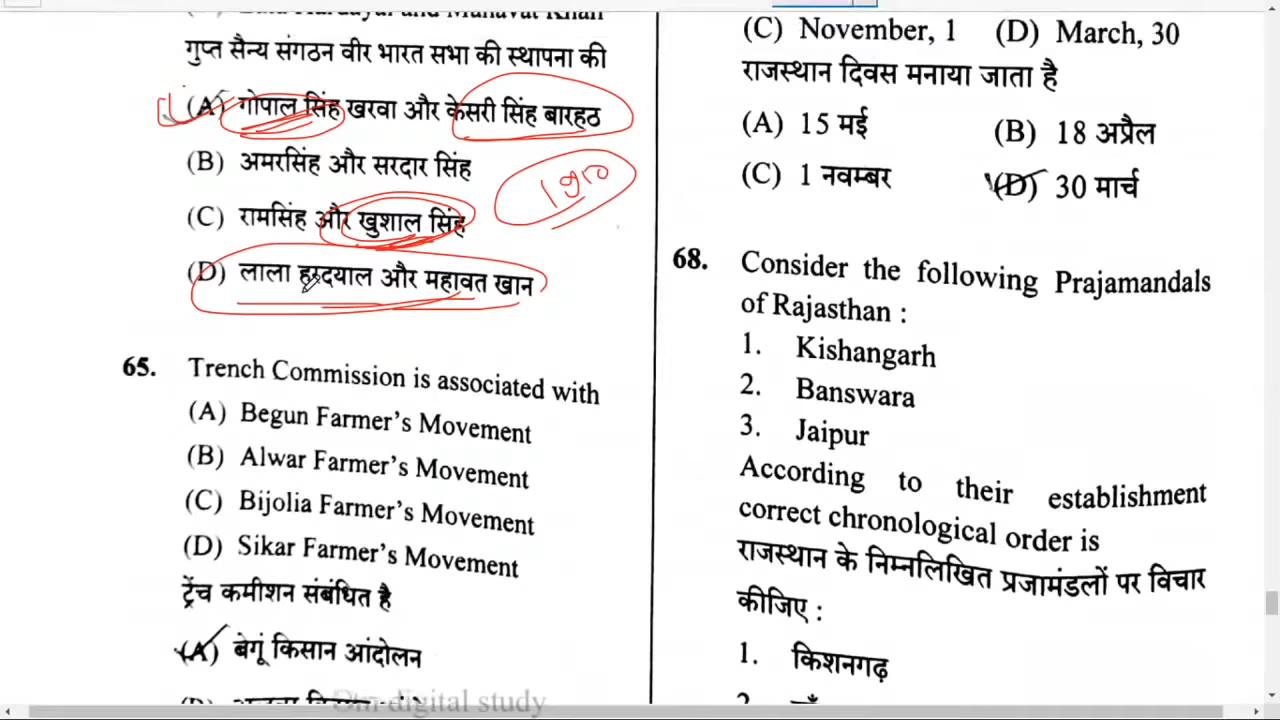 गुप्त सैन्य संगठन वीर भारत सभा की स्थापना की
(A) गोपाल सिंह खरवा और केसरी सिंह बारहठ
(B) अमरसिंह और सरदार सिंह
1910
(C) रामसिंह और खुशाल सिंह
(D) लाला हरदयाल और महावत खान
65. Trench Commission is associated with
(A) Begun Farmer's Movement
(B) Alwar Farmer's Movement
(C) Bijolia Farmer's Movement
(D) Sikar Farmer's Movement
ट्रेंच कमीशन संबंधित है
(A) बेगूं किसान आंदोलन
Om digital study
(C) November, 1 (D) March, 30
राजस्थान दिवस मनाया जाता है
(A) 15 मई (B) 18 अप्रैल
(C) 1 नवम्बर (D) 30 मार्च
68. Consider the following Prajamandals
of Rajasthan :
1. Kishangarh
2. Banswara
3. Jaipur
According to their establishment
correct chronological order is
राजस्थान के निम्नलिखित प्रजामंडलों पर विचार
कीजिए :
1. किशनगढ़